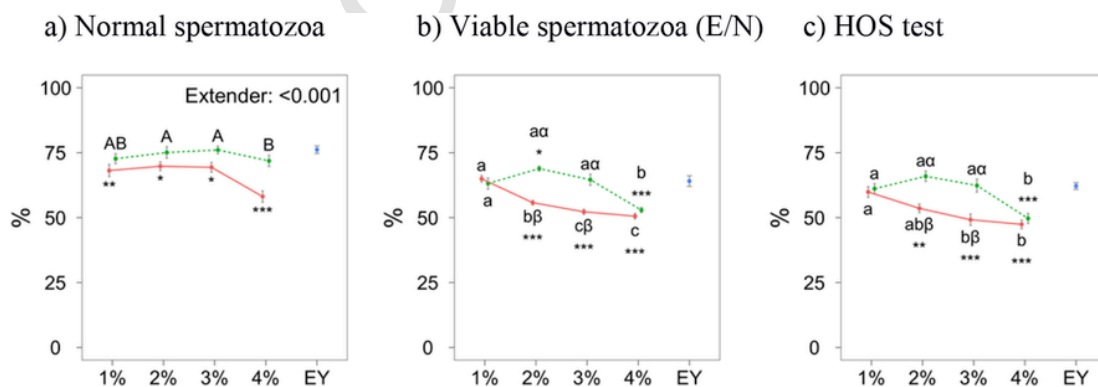 a) Normal spermatozoa
100
Extender: <0.001
AB A A B
75
** * *
***
50
%
25
0
1% 2% 3% 4% EY
b) Viable spermatozoa (E/N)
100
aα
*
75
a aα b
***
a
50
bβ cβ c
*** *** ***
%
25
0
1% 2% 3% 4% EY
c) HOS test
100
75
a aα aα b
***
a
50
abβ bβ b
** *** ***
%
25
0
1% 2% 3% 4% EY